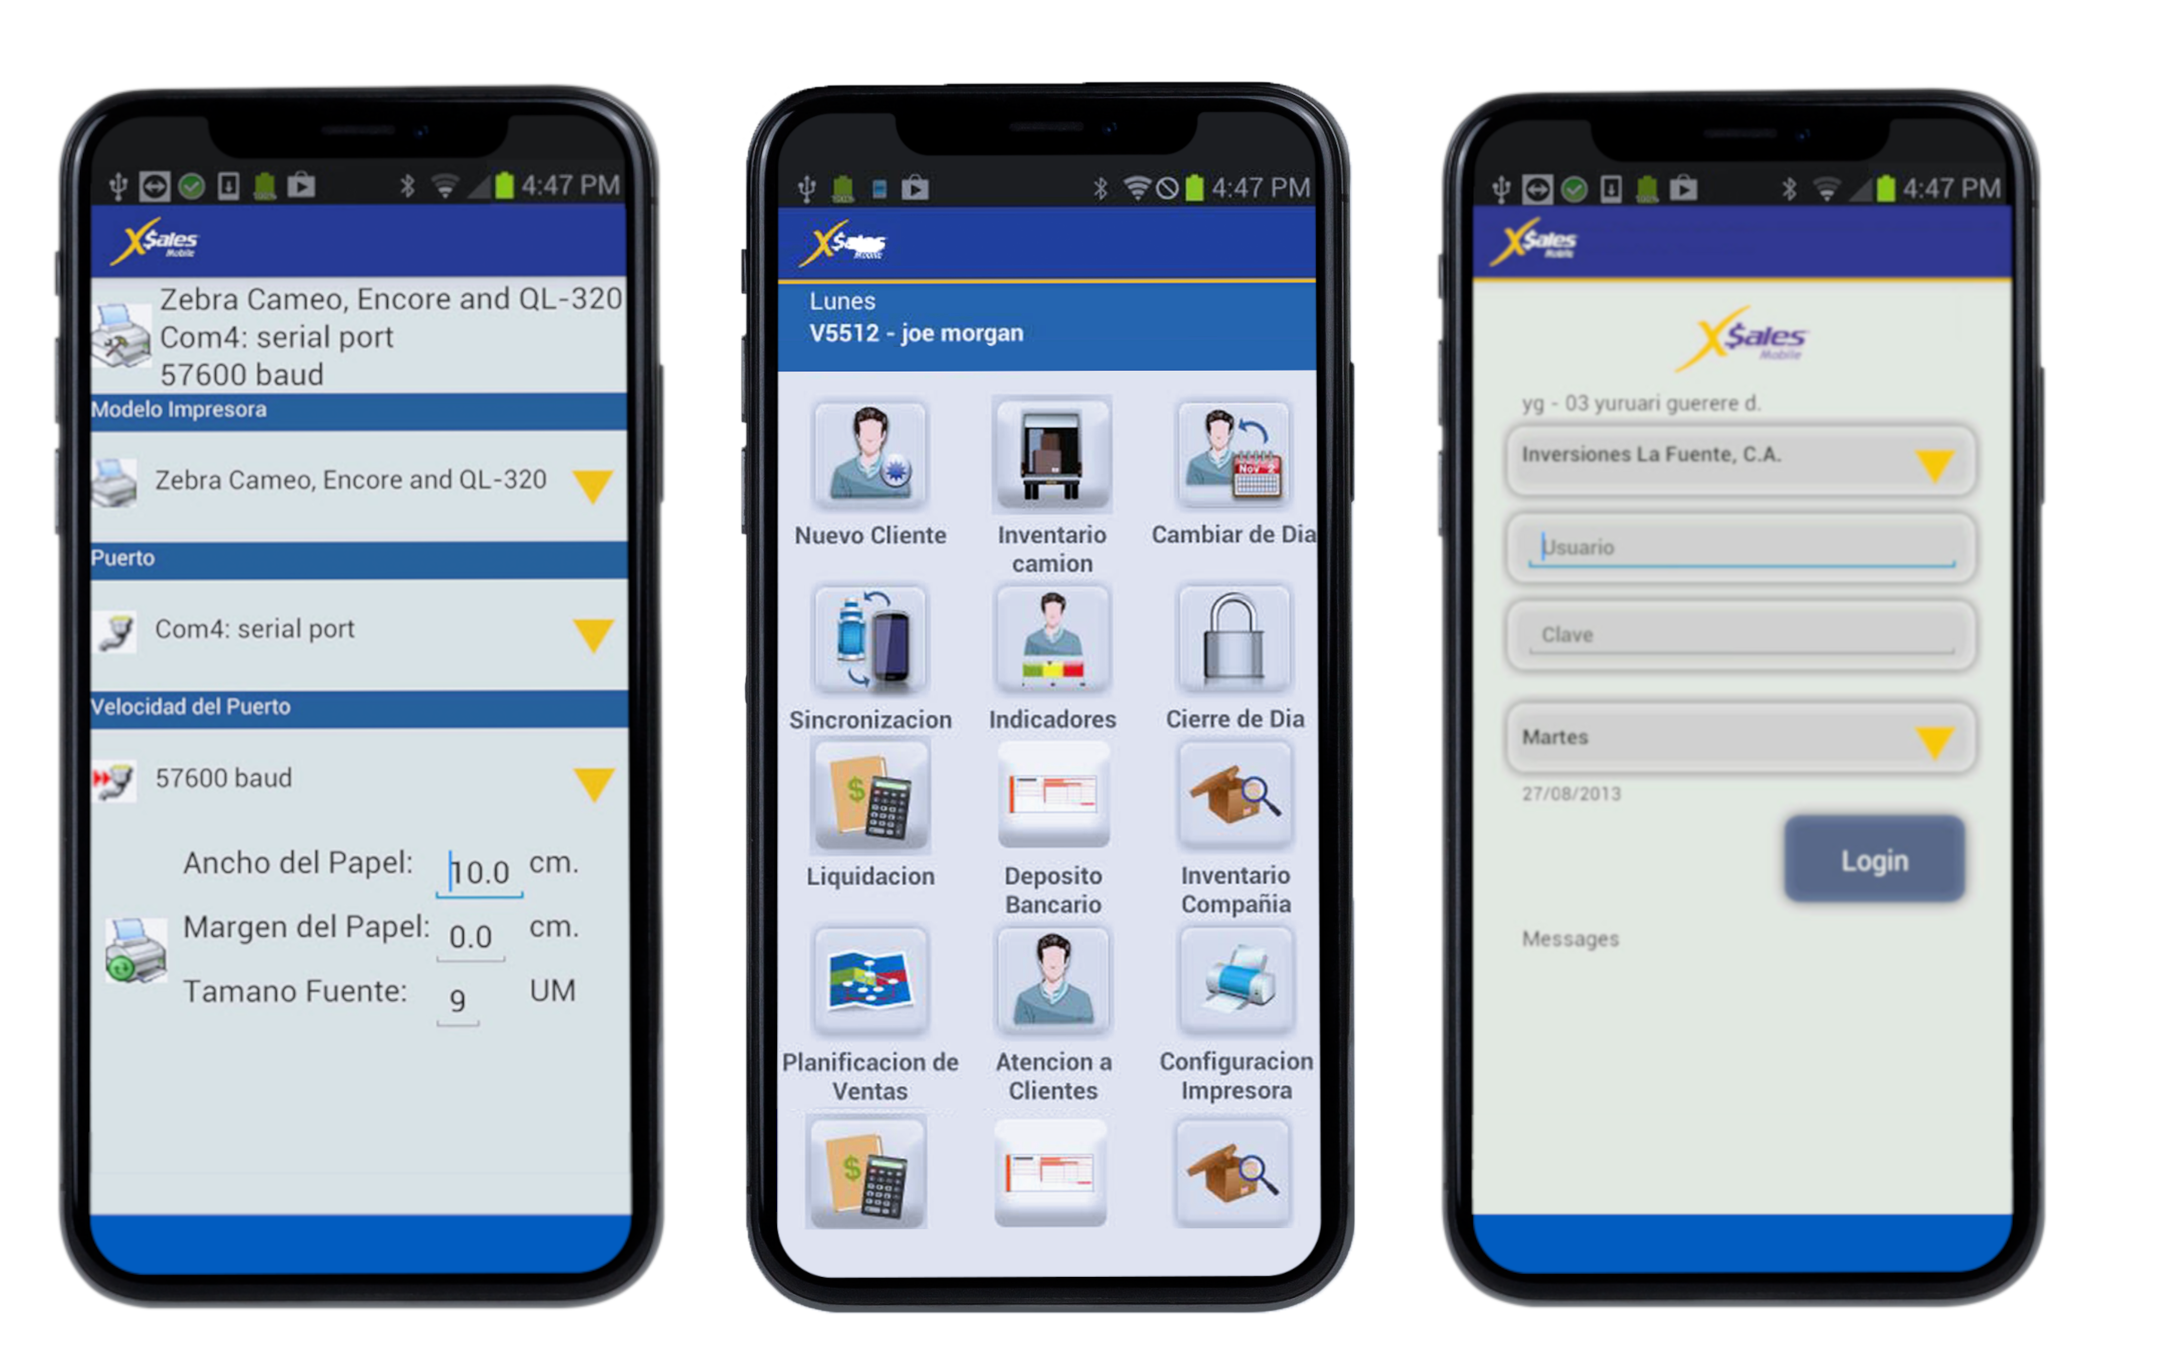 4:47 PM
X$ales
Mobile
Zebra Cameo, Encore and QL-320
Com4: serial port
57600 baud
Modelo Impresora
Zebra Cameo, Encore and QL-320
Puerto
Com4: serial port
Velocidad del Puerto
57600 baud
Ancho del Papel: 10.0 cm.
Margen del Papel: 0.0 cm.
Tamano Fuente: 9 UM
4:47 PM
Lunes
V5512 - joe morgan
Nov 2
Nuevo Cliente
Inventario
camion
Cambiar de Dia
Sincronizacion
Indicadores
Cierre de Dia
$
Liquidacion
Deposito
Bancario
Inventario
Compañia
Planificacion de
Ventas
Atencion a
Clientes
Configuracion
Impresora
$
4:47 PM
X$ales
Mobile
X$ales
Mobile
yg - 03 yuruari guerere d.
Inversiones La Fuente, C.A.
Usuario
Clave
Martes
27/08/2013
Login
Messages